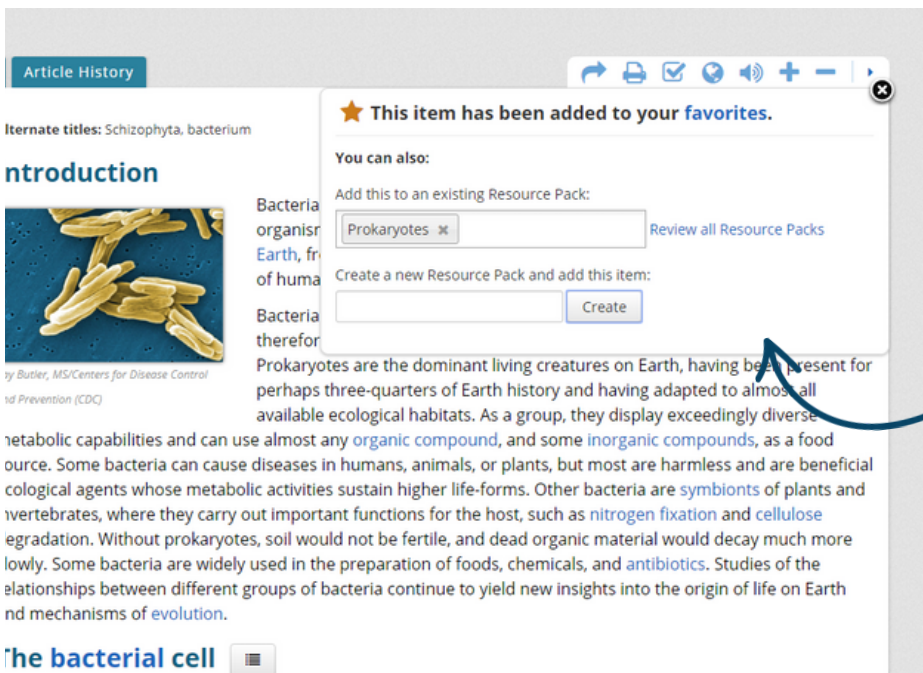 Article History
This item has been added to your favorites.
lternate titles: Schizophyta, bacterium
You can also:
ntroduction
Add this to an existing Resource Pack:
Bacteria
organisr
Prokaryotes ×
Review all Resource Packs
Earth, fr
of huma
Create a new Resource Pack and add this item:
Create
Bacteria
therefor
Prokaryotes are the dominant living creatures on Earth, having been present for
ay Butler, MS/Centers for Disease Control
nd Prevention (CDC)
perhaps three-quarters of Earth history and having adapted to almost all
available ecological habitats. As a group, they display exceedingly diverse
netabolic capabilities and can use almost any organic compound, and some inorganic compounds, as a food
ource. Some bacteria can cause diseases in humans, animals, or plants, but most are harmless and are beneficial
cological agents whose metabolic activities sustain higher life-forms. Other bacteria are symbionts of plants and
nvertebrates, where they carry out important functions for the host, such as nitrogen fixation and cellulose
legradation. Without prokaryotes, soil would not be fertile, and dead organic material would decay much more
lowly. Some bacteria are widely used in the preparation of foods, chemicals, and antibiotics. Studies of the
elationships between different groups of bacteria continue to yield new insights into the origin of life on Earth
nd mechanisms of evolution.
The bacterial cell